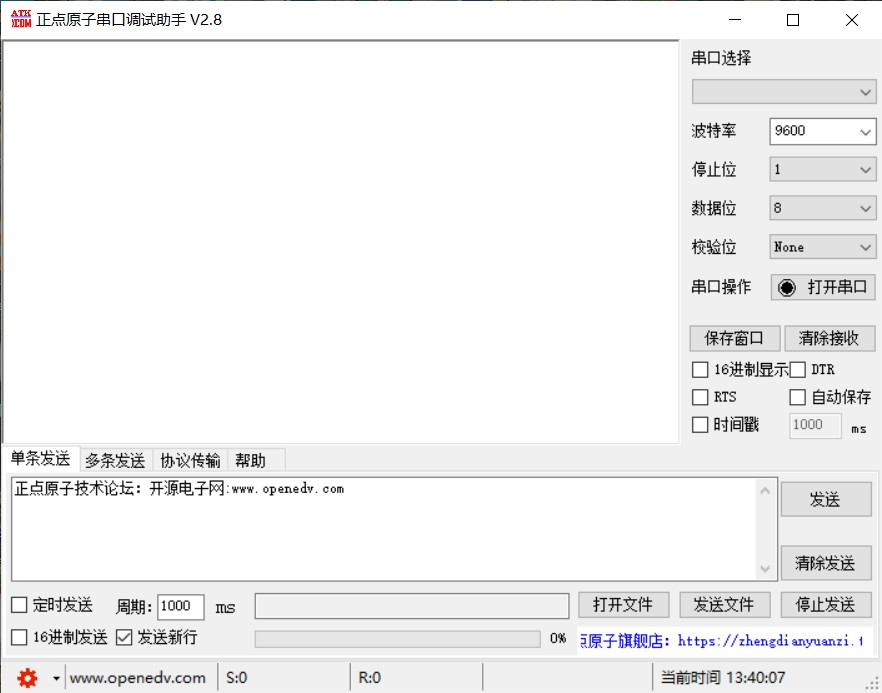 ATK
XCOM 正点原子串口调试助手 V2.8
串口选择
波特率 9600
停止位 1
数据位 8
校验位 None
串口操作 打开串口
保存窗口 清除接收
16进制显示 DTR
RTS 自动保存
时间戳 1000 ms
单条发送 多条发送 协议传输 帮助
正点原子技术论坛：开源电子网:www.openedv.com
发送
清除发送
定时发送 周期: 1000 ms 打开文件 发送文件 停止发送
16进制发送 发送新行 0% 原子旗舰店: https://zhengdianyuanzi.t
www.openedv.com S:0 R:0 当前时间 13:40:07